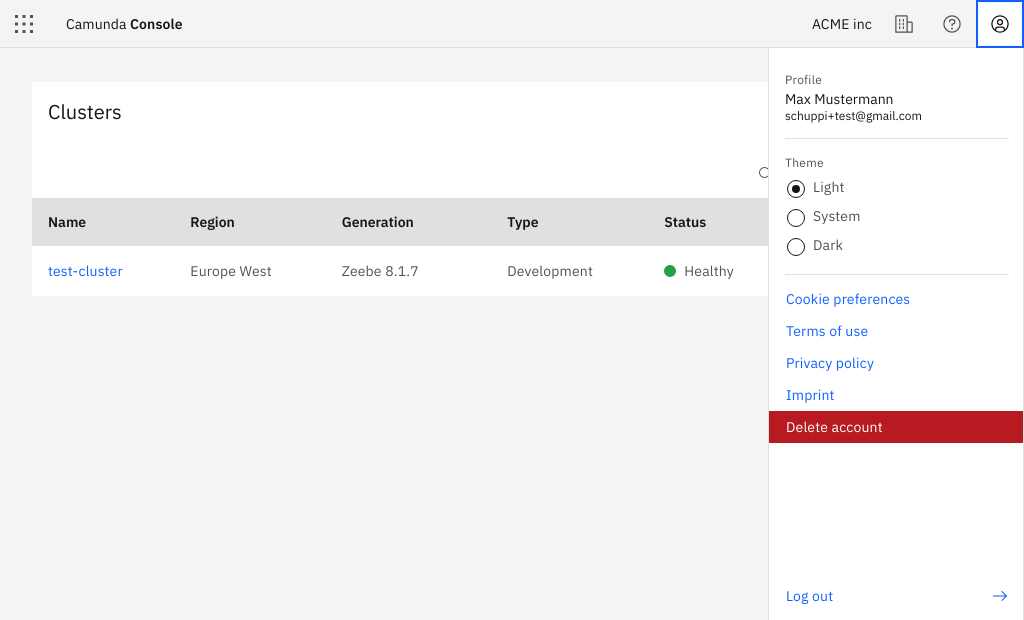 Camunda Console
ACME inc
Clusters
Name Region Generation Type Status
test-cluster Europe West Zeebe 8.1.7 Development Healthy
Profile
Max Mustermann
schuppi+test@gmail.com
Theme
Light
System
Dark
Cookie preferences
Terms of use
Privacy policy
Imprint
Delete account
Log out